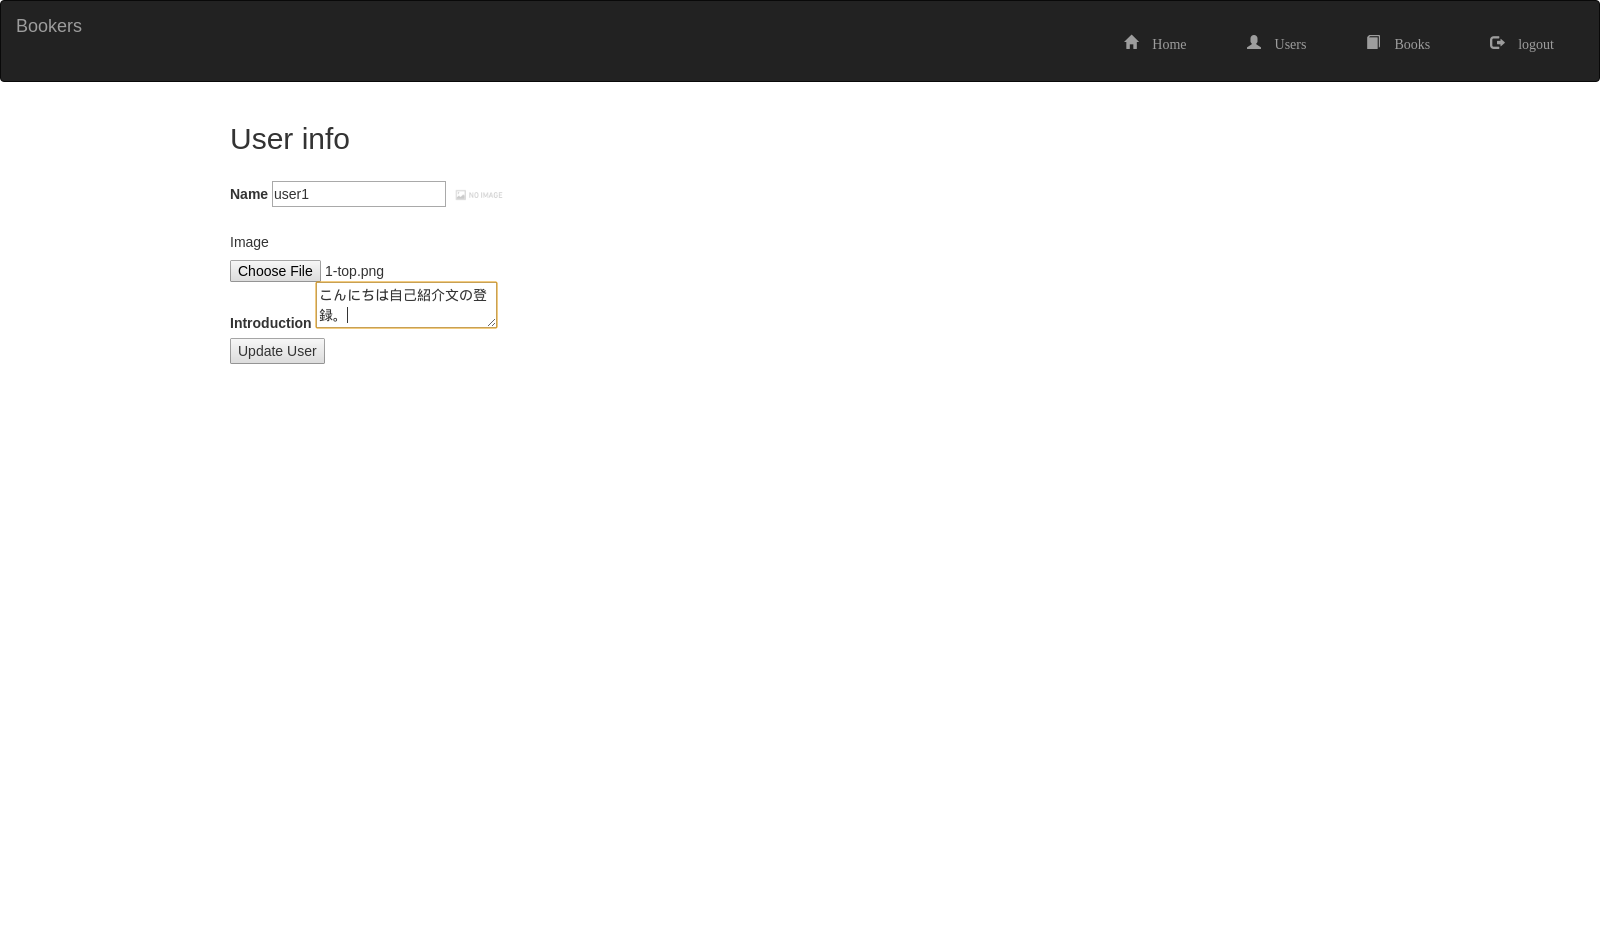 Bookers
Home Users Books logout
User info
Name user1 NO IMAGE
Image
Choose File 1-top.png
こんにちは自己紹介文の登
録。
Introduction
Update User